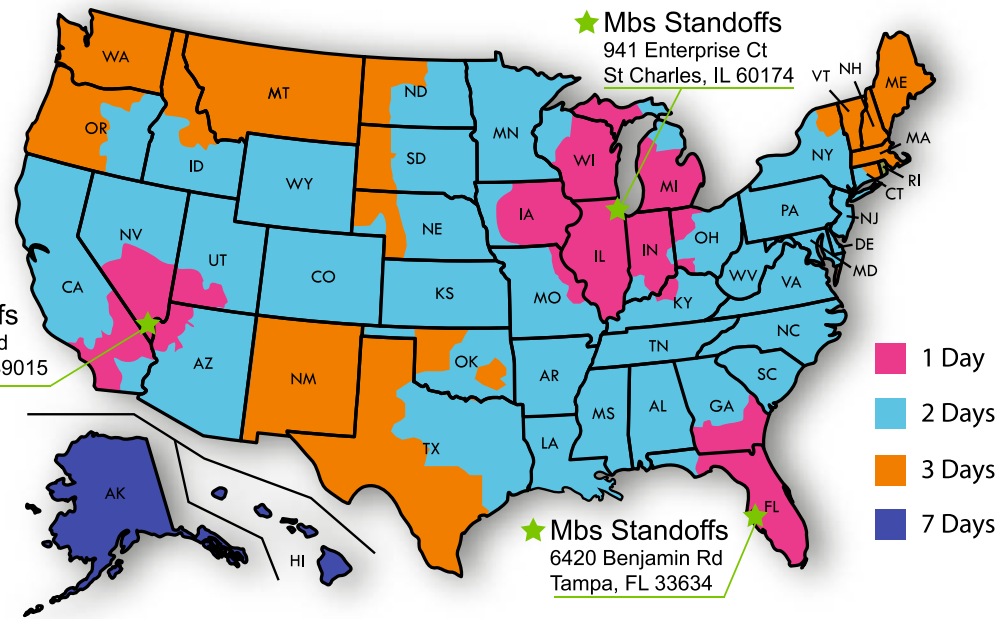 Mbs Standoffs
941 Enterprise Ct
St Charles, IL 60174
WA
MT
ND
MN
OR
ID
SD
WY
WI
MI
VT
NH
ME
NY
MA
RI
CT
NV
UT
CO
NE
IA
IL
IN
OH
PA
NJ
DE
MD
CA
KS
MO
KY
WV
VA
AZ
NM
OK
AR
TN
NC
SC
TX
LA
MS
AL
GA
FL
AK
HI
9015
1 Day
2 Days
3 Days
7 Days
Mbs Standoffs
6420 Benjamin Rd
Tampa, FL 33634